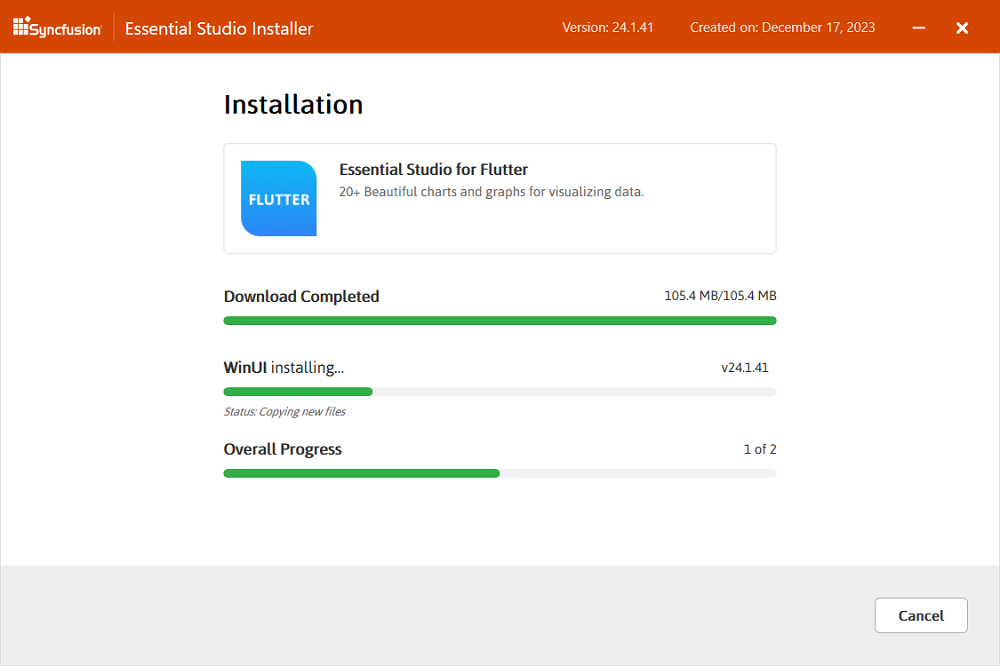 Syncfusion Essential Studio Installer Version: 24.1.41 Created on: December 17, 2023
Installation
FLUTTER
Essential Studio for Flutter
20+ Beautiful charts and graphs for visualizing data.
Download Completed 105.4 MB/105.4 MB
WinUI installing... v24.1.41
Status: Copying new files
Overall Progress 1 of 2
Cancel